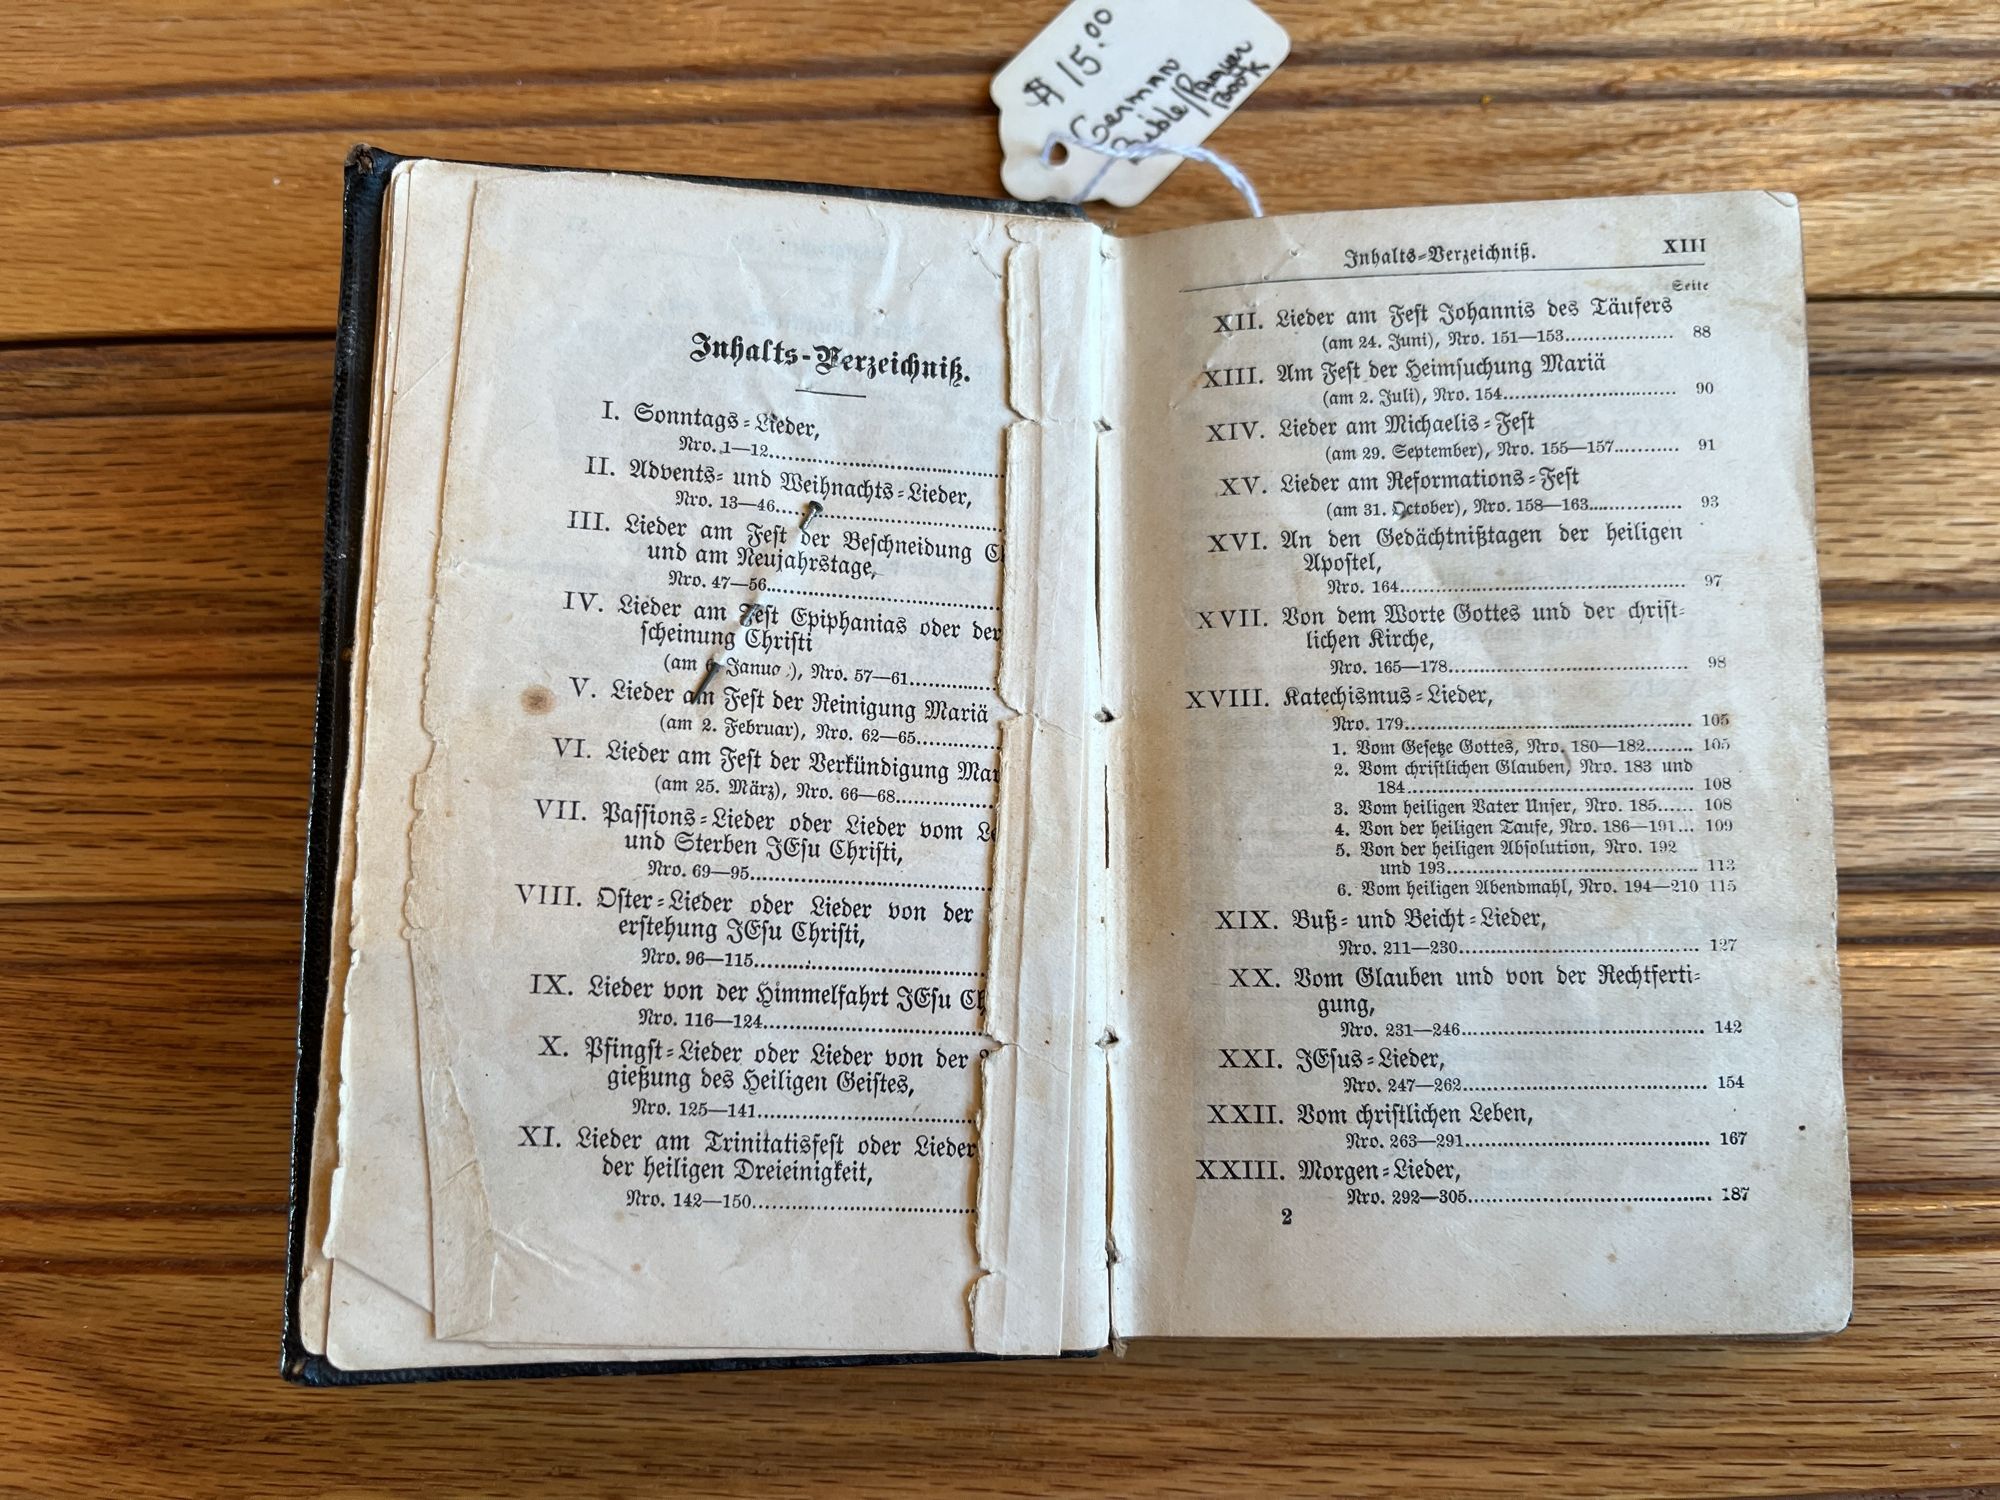 $ 15.00
German
Bible/Prayer
Book
Inhalts-Verzeichniß.
I. Sonntags-Lieder,
Nro. 1—12
II. Advents- und Weihnachts-Lieder,
Nro. 13—46
III. Lieder am Fest der Beschneidung
und am Neujahrstage,
Nro. 47—56
IV. Lieder am Fest Epiphanias oder der
scheinung Christi
(am Nro. 57—61
V. Lieder am Fest der Reinigung Mariä
(am 2. Februar), Nro. 62—65
VI. Lieder am Fest der Verkündigung
(am 25. März), Nro. 66—68
VII. Passions-Lieder oder Lieder vom
und Sterben JEsu Christi,
Nro. 69—95
VIII. Oster-Lieder oder Lieder von der
erstehung JEsu Christi,
Nro. 96—115
IX. Lieder von der Himmelfahrt JEsu
Nro. 116—124
X. Pfingst-Lieder oder Lieder von der
gießung des Heiligen Geistes,
Nro. 125—141
XI. Lieder am Trinitatisfest oder Lieder
der heiligen Dreieinigkeit,
Nro. 142—150
Inhalts-Verzeichniß. XIII
Seite
XII. Lieder am Fest Johannis des Täufers
(am 24. Juni), Nro. 151—153 88
XIII. Am Fest der Heimsuchung Mariä
(am 2. Juli), Nro. 154 90
XIV. Lieder am Michaelis-Fest
(am 29. September), Nro. 155—157 91
XV. Lieder am Reformations-Fest
(am 31. October), Nro. 158—163 93
XVI. An den Gedächtnißtagen der heiligen
Apostel,
Nro. 164 97
XVII. Von dem Worte Gottes und der christ-
lichen Kirche,
Nro. 165—178 98
XVIII. Katechismus-Lieder,
Nro. 179 105
1. Vom Gesetze Gottes, Nro. 180—182 105
2. Vom christlichen Glauben, Nro. 183 und
184 108
3. Vom heiligen Vater Unser, Nro. 185 108
4. Von der heiligen Taufe, Nro. 186—191 109
5. Von der heiligen Absolution, Nro. 192
und 193 113
6. Vom heiligen Abendmahl, Nro. 194—210 115
XIX. Buß- und Beicht-Lieder,
Nro. 211—230 127
XX. Vom Glauben und von der Rechtferti-
gung,
Nro. 231—246 142
XXI. JEsus-Lieder,
Nro. 247—262 154
XXII. Vom christlichen Leben,
Nro. 263—291 167
XXIII. Morgen-Lieder,
Nro. 292—305 187
2